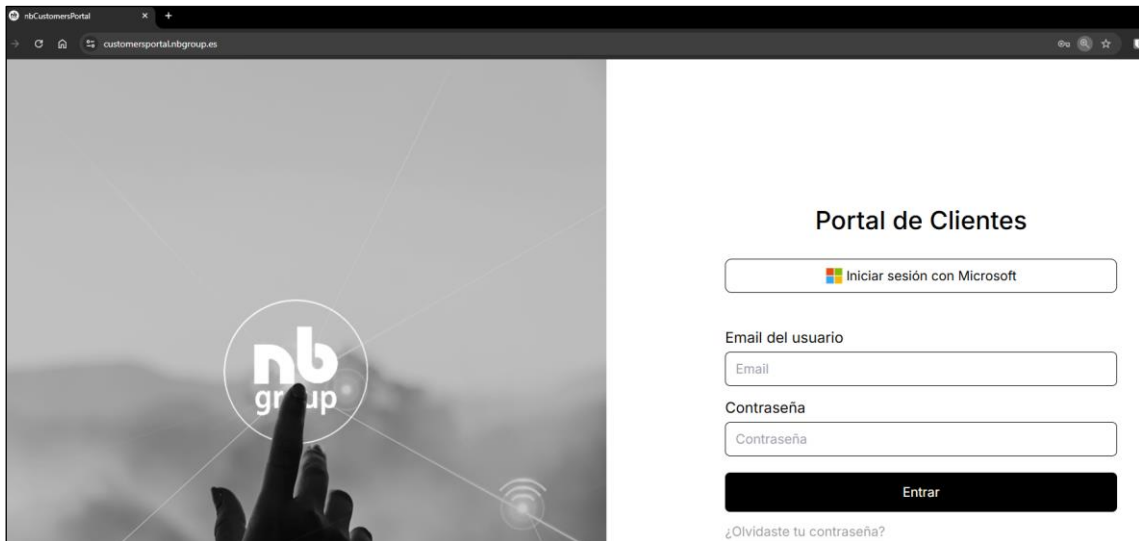 nbCustomersPortal
customersportal.nbgroup.es
nb
group
Portal de Clientes
Iniciar sesión con Microsoft
Email del usuario
Email
Contraseña
Contraseña
Entrar
¿Olvidaste tu contraseña?